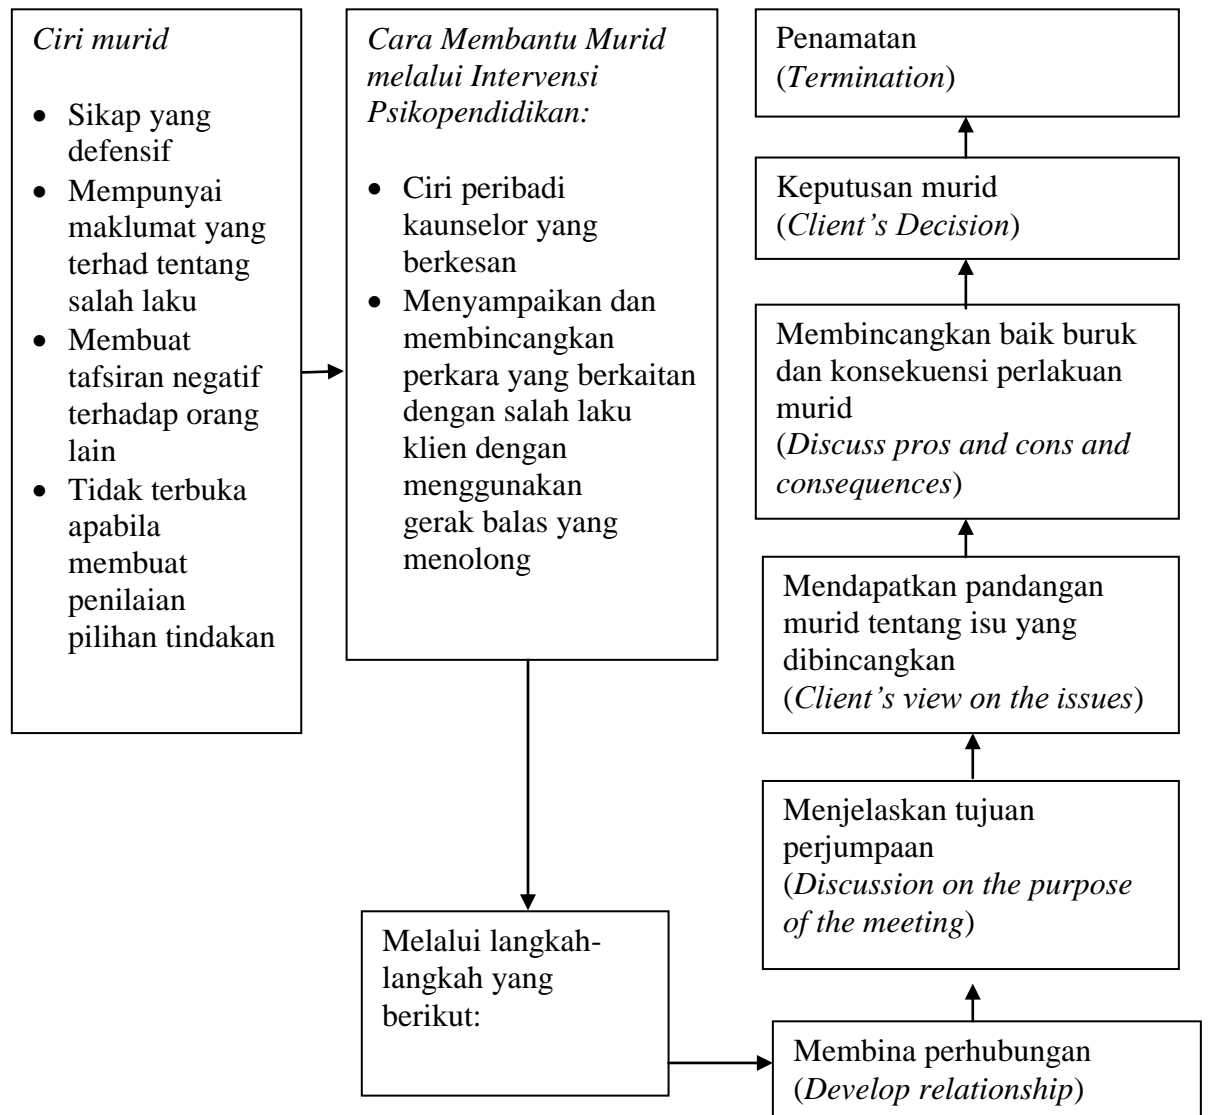 Ciri murid
• Sikap yang
defensif
• Mempunyai
maklumat yang
terhad tentang
salah laku
• Membuat
tafsiran negatif
terhadap orang
lain
• Tidak terbuka
apabila
membuat
penilaian
pilihan tindakan
Cara Membantu Murid
melalui Intervensi
Psikopendidikan:
• Ciri peribadi
kaunselor yang
berkesan
• Menyampaikan dan
membincangkan
perkara yang berkaitan
dengan salah laku
klien dengan
menggunakan
gerak balas yang
menolong
Melalui langkah-
langkah yang
berikut:
Penamatan
(Termination)
Keputusan murid
(Client’s Decision)
Membincangkan baik buruk
dan konsekuensi perlakuan
murid
(Discuss pros and cons and
consequences)
Mendapatkan pandangan
murid tentang isu yang
dibincangkan
(Client’s view on the issues)
Menjelaskan tujuan
perjumpaan
(Discussion on the purpose
of the meeting)
Membina perhubungan
(Develop relationship)